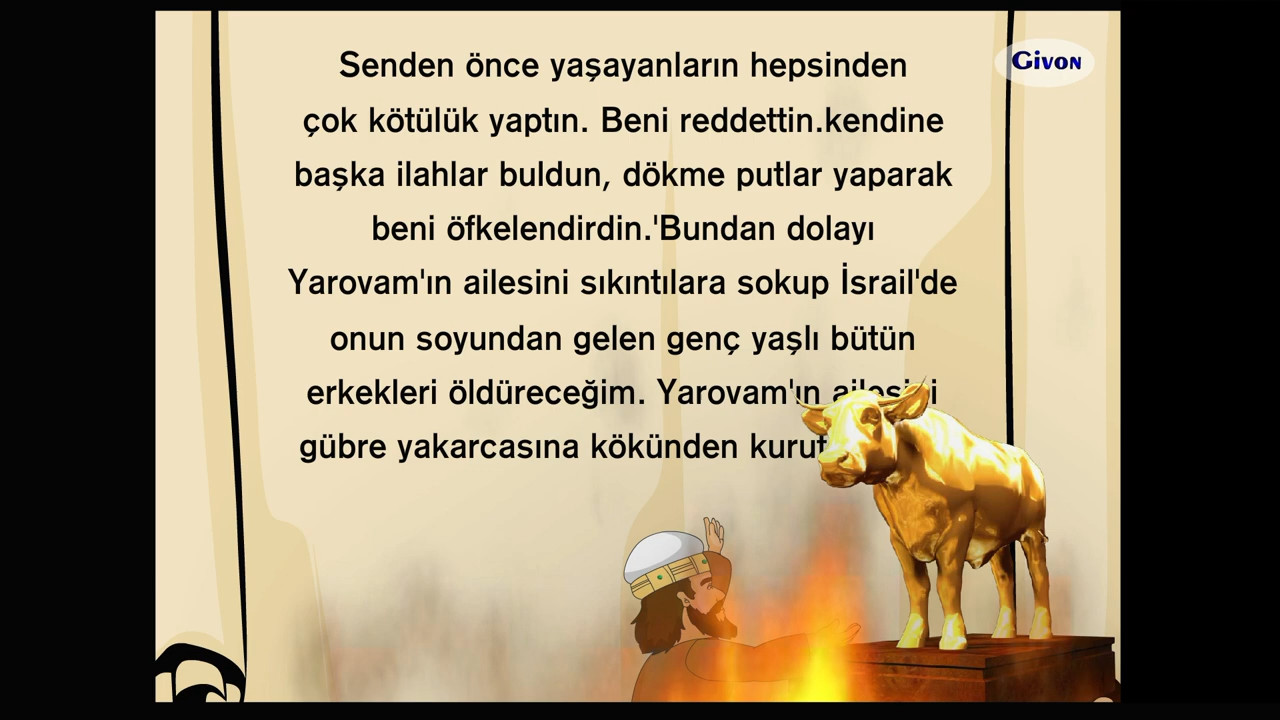 Senden önce yaşayanların hepsinden
çok kötülük yaptın. Beni reddettin.kendine
başka ilahlar buldun, dökme putlar yaparak
beni öfkelendirdin.'Bundan dolayı
Yarovam'ın ailesini sıkıntılara sokup İsrail'de
onun soyundan gelen genç yaşlı bütün
erkekleri öldüreceğim. Yarovam'ın ailesini
gübre yakarcasına kökünden
Givon